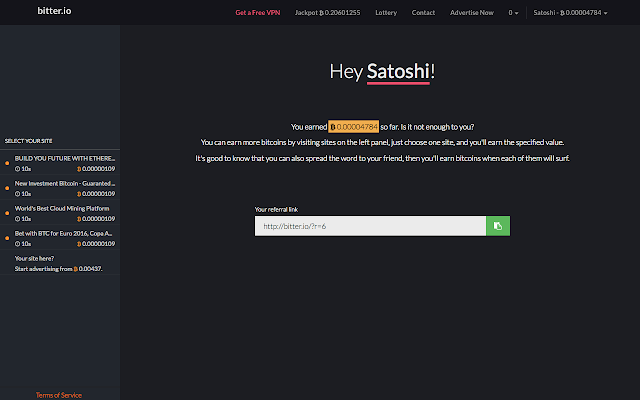 bitter.io
Get a Free VPN Jackpot ₿ 0.20601255 Lottery Contact Advertise Now 0 Satoshi - ₿ 0.00004784
Hey Satoshi!
You earned ₿ 0.00004784 so far. Is it not enough to you?
You can earn more bitcoins by visiting sites on the left panel, just choose one site, and you'll earn the specified value.
It's good to know that you can also spread the word to your friend, then you'll earn bitcoins when each of them will surf.
Your referral link
http://bitter.io/?r=6
SELECT YOUR SITE
BUILD YOU FUTURE WITH ETHERE...
10s ₿ 0.00000109
New Investment Bitcoin - Guaranted...
10s ₿ 0.00000109
World's Best Cloud Mining Platform
10s ₿ 0.00000109
Bet with BTC for Euro 2016, Copa A...
10s ₿ 0.00000109
Your site here?
Start advertising from ₿ 0.00437.
Terms of Service